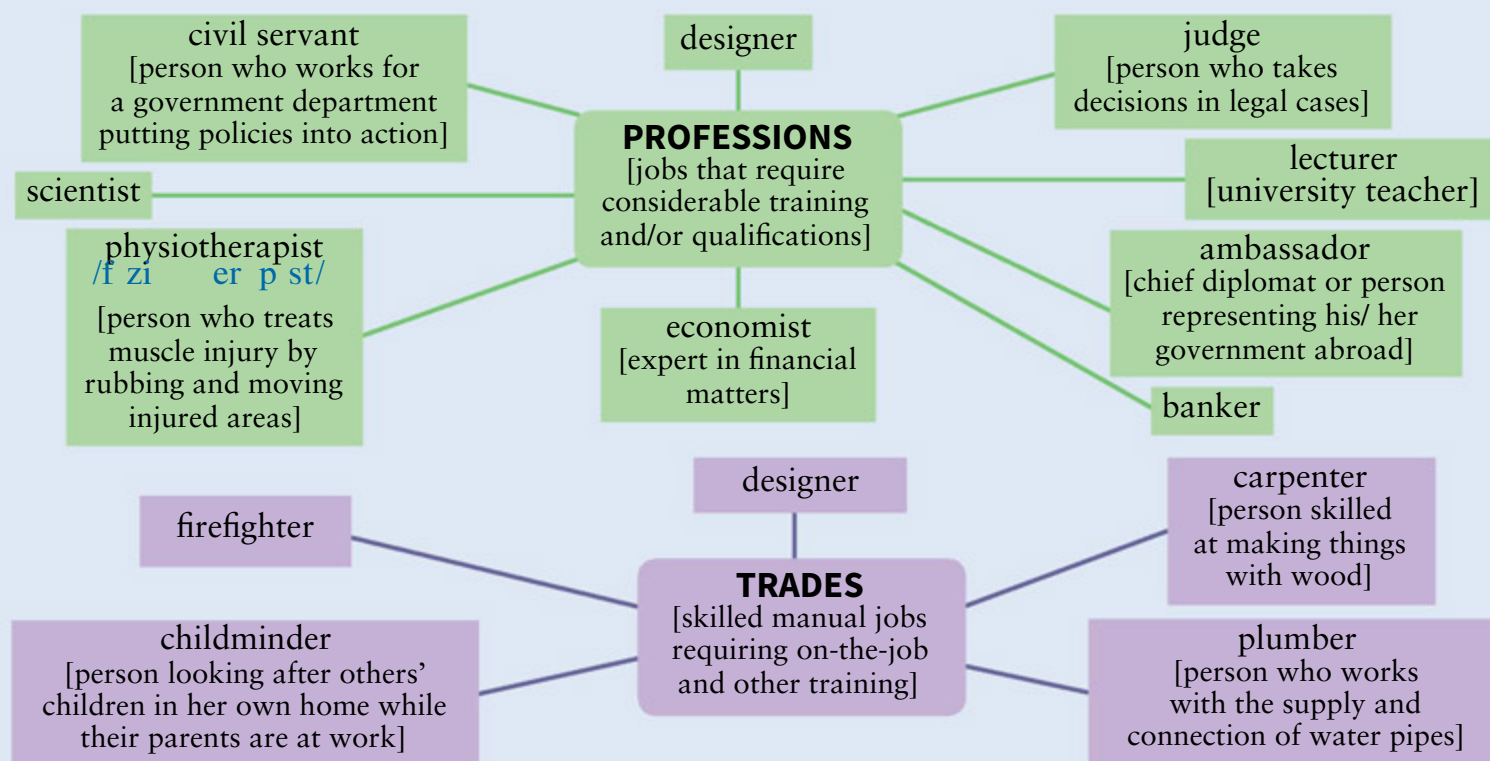 civil servant
[person who works for
a government department
putting policies into action]
designer
judge
[person who takes
decisions in legal cases]
PROFESSIONS
[jobs that require
considerable training
and/or qualifications]
scientist
lecturer
[university teacher]
physiotherapist
/f zi er p st/
[person who treats
muscle injury by
rubbing and moving
injured areas]
economist
[expert in financial
matters]
ambassador
[chief diplomat or person
representing his/ her
government abroad]
banker
firefighter
designer
carpenter
[person skilled
at making things
with wood]
TRADES
[skilled manual jobs
requiring on-the-job
and other training]
childminder
[person looking after others’
children in her own home while
their parents are at work]
plumber
[person who works
with the supply and
connection of water pipes]